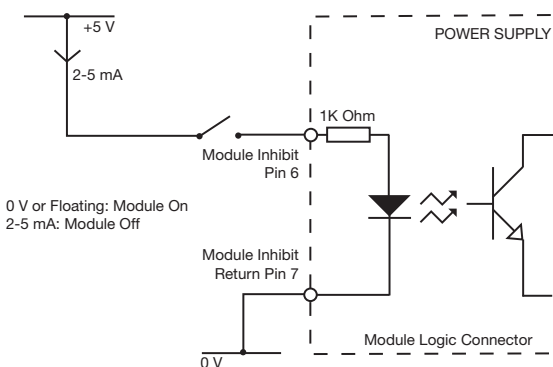 +5 V
POWER SUPPLY
2-5 mA
1K Ohm
Module Inhibit
Pin 6
0 V or Floating: Module On
2-5 mA: Module Off
Module Inhibit
Return Pin 7
Module Logic Connector
0 V